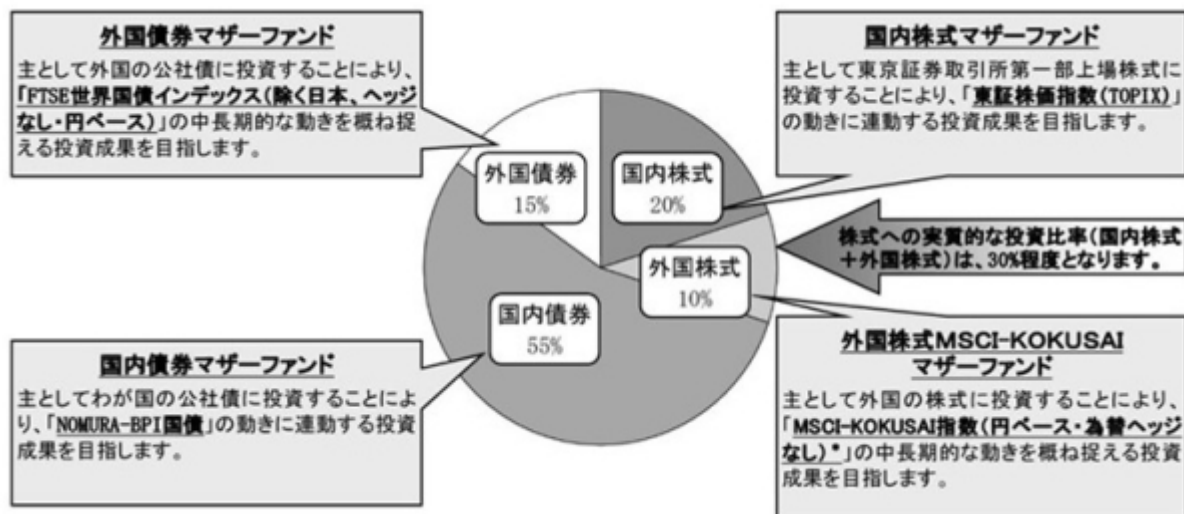 外国債券マザーファンド
主として外国の公社債に投資することにより、
「FTSE世界国債インデックス(除く日本、ヘッジ
なし・円ベース)」の中長期的な動きを概ね捉
える投資成果を目指します。
国内株式マザーファンド
主として東京証券取引所第一部上場株式に
投資することにより、「東証株価指数(TOPIX)」
の動きに連動する投資成果を目指します。
外国債券
15%
国内株式
20%
株式への実質的な投資比率(国内株式
+外国株式)は、30%程度となります。
外国株式
10%
国内債券
55%
国内債券マザーファンド
主としてわが国の公社債に投資することによ
り、「NOMURA-BPI国債」の動きに連動する投資
成果を目指します。
外国株式MSCI-KOKUSAI
マザーファンド
主として外国の株式に投資することにより、
「MSCI-KOKUSAI指数(円ベース・為替ヘッジ
なし)*」の中長期的な動きを概ね捉える投資
成果を目指します。